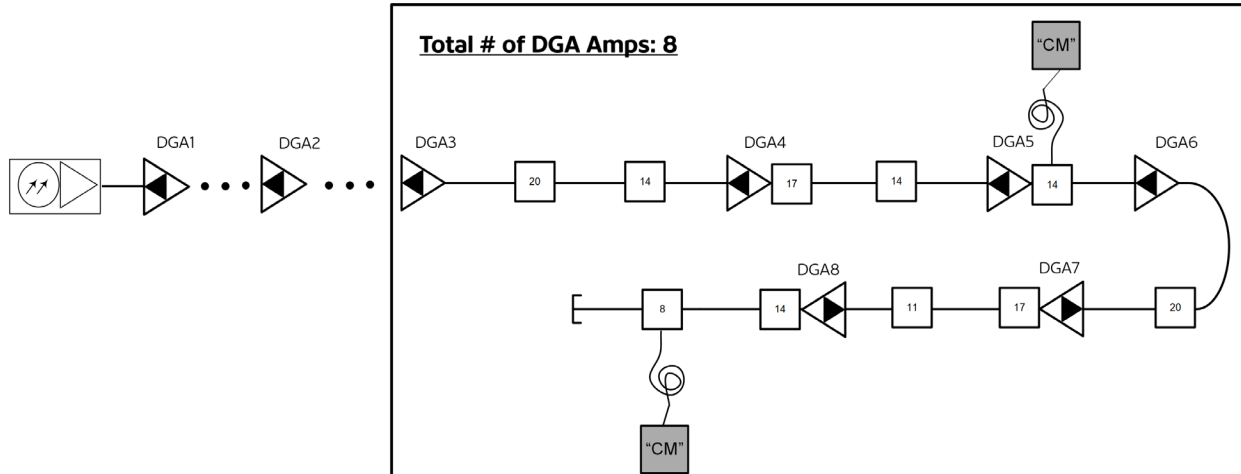 Total # of DGA Amps: 8
"CM"
DGA1
DGA2
DGA3
DGA4
DGA5
DGA6
20
14
17
14
14
DGA8
DGA7
8
14
11
17
20
"CM"